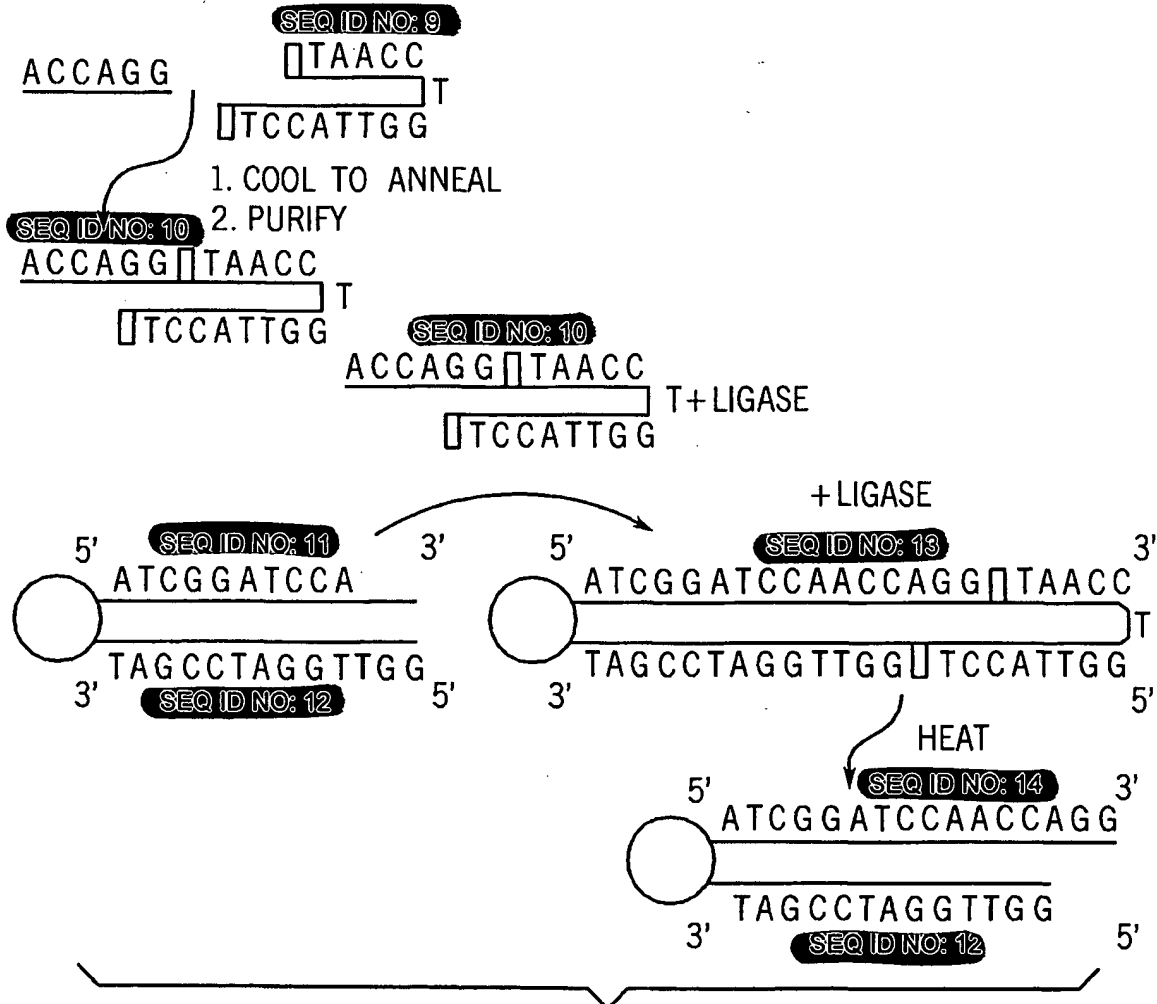 SEQ ID NO: 9
TAACC
ACCAGG
T
TCCATTGG
1. COOL TO ANNEAL
2. PURIFY
SEQ ID NO: 10
ACCAGG TAACC
T
TCCATTGG
SEQ ID NO: 10
ACCAGG TAACC
T+LIGASE
TCCATTGG
+LIGASE
5' SEQ ID NO: 11 3'
ATCGGATCCA
TAGCCTAGGTTGG
3' SEQ ID NO: 12 5'
5' SEQ ID NO: 13 3'
ATCGGATCCAACCAGG TAACC
T
TAGCCTAGGTTGG TCCATTGG
3' 5'
HEAT
5' SEQ ID NO: 14 3'
ATCGGATCCAACCAGG
TAGCCTAGGTTGG
3' SEQ ID NO: 12 5'